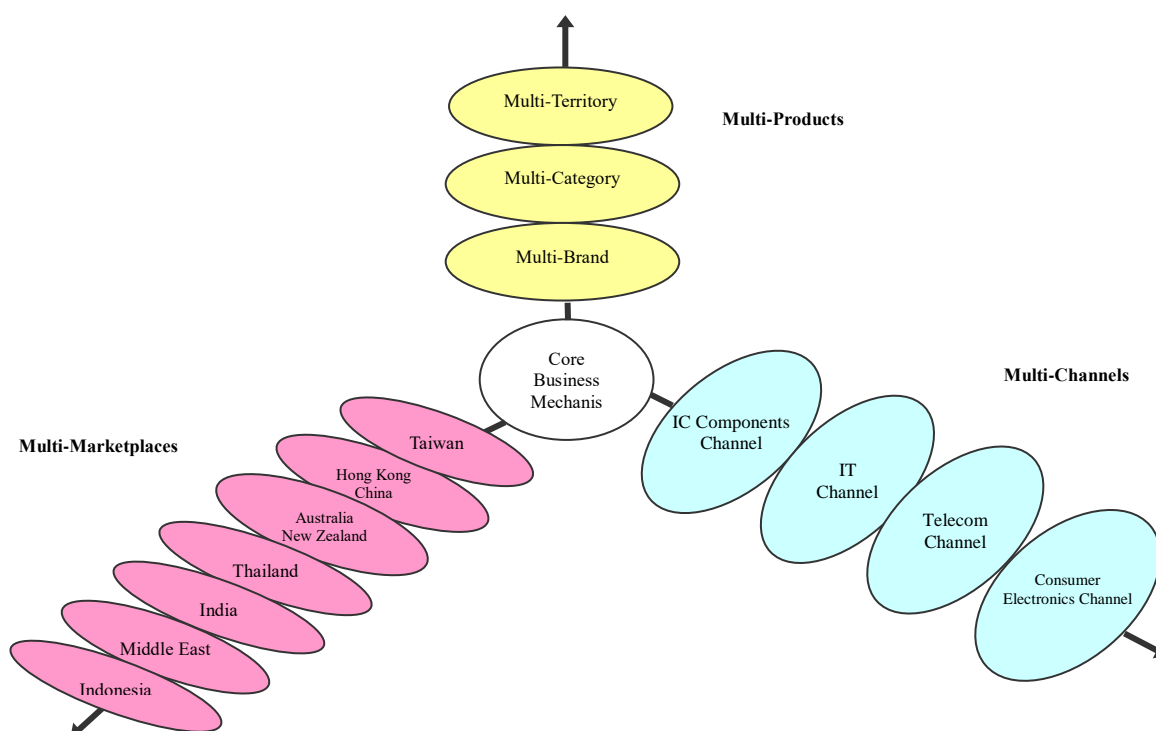 Multi-Territory
Multi-Products
Multi-Category
Multi-Brand
Core
Business
Mechanis
Multi-Channels
IC Components
Channel
IT
Channel
Telecom
Channel
Consumer
Electronics Channel
Multi-Marketplaces
Taiwan
Hong Kong
China
Australia
New Zealand
Thailand
India
Middle East
Indonesia